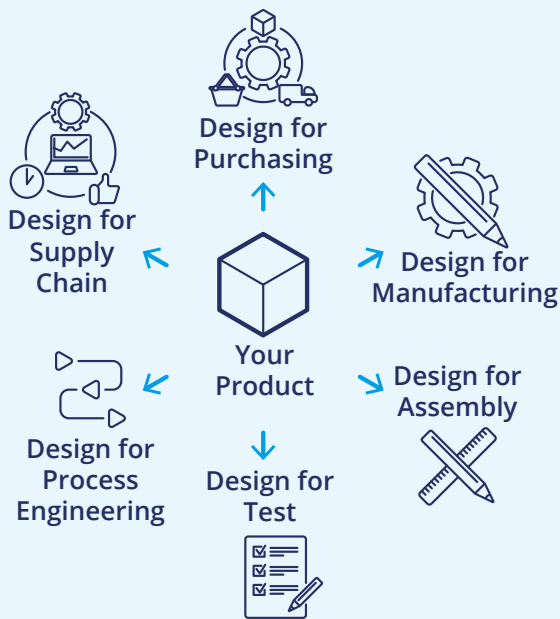 Design for
Purchasing
Design for
Supply
Chain
Design for
Manufacturing
Your
Product
Design for
Assembly
Design for
Process
Engineering
Design for
Test